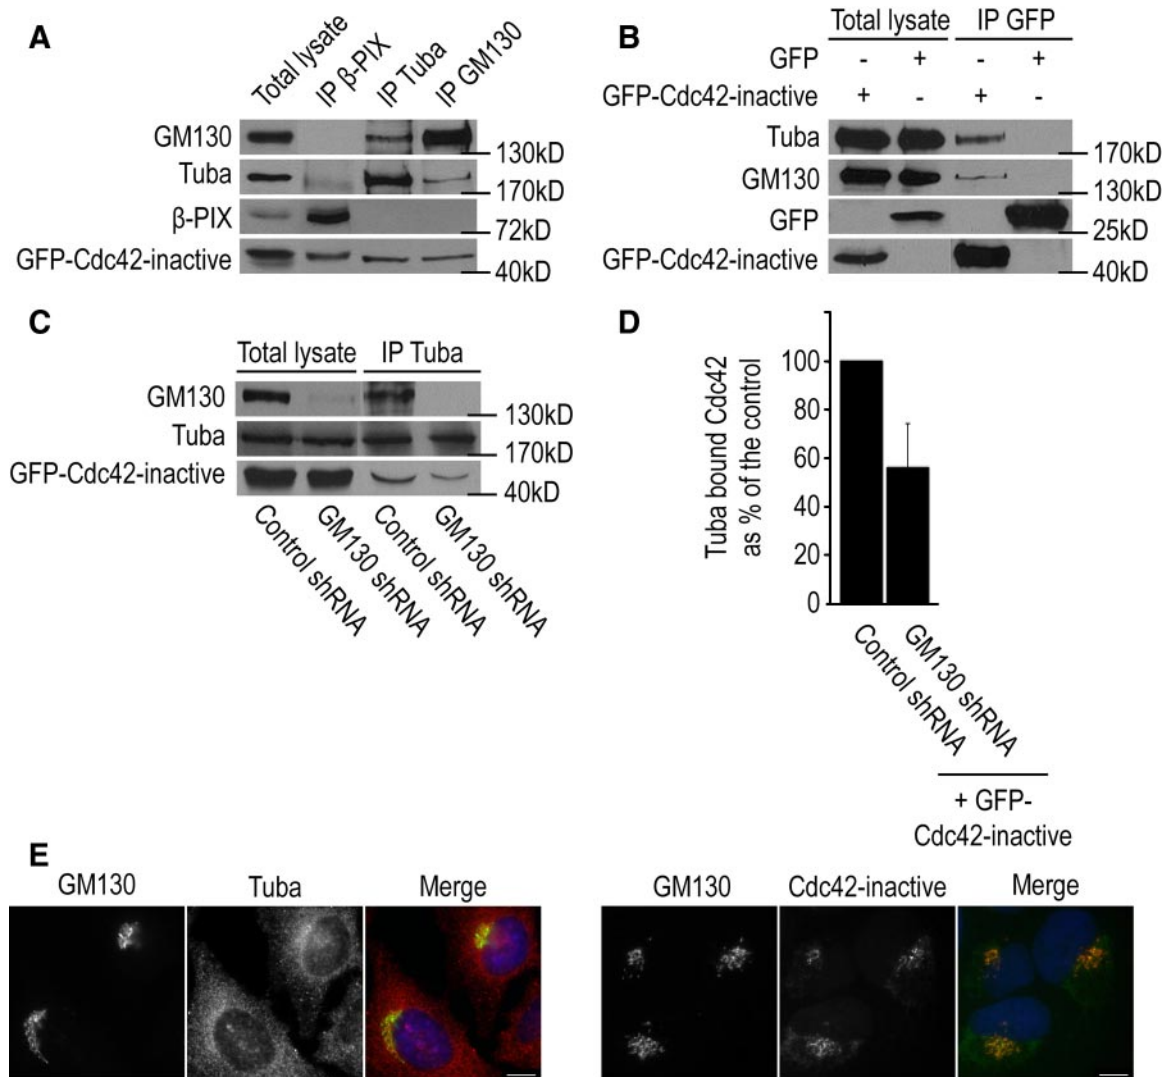 A
Total lysate
IP β-PIX
IP Tuba
IP GM130
GM130
130kD
Tuba
170kD
β-PIX
72kD
GFP-Cdc42-inactive
40kD
B
Total lysate IP GFP
GFP - + - +
GFP-Cdc42-inactive + - + -
Tuba
170kD
GM130
130kD
GFP
25kD
GFP-Cdc42-inactive
40kD
C
Total lysate IP Tuba
GM130
130kD
Tuba
170kD
GFP-Cdc42-inactive
40kD
Control shRNA
GM130 shRNA
Control shRNA
GM130 shRNA
D
Tuba bound Cdc42
as % of the control
100
80
60
40
20
0
Control shRNA
GM130 shRNA
+ GFP-
Cdc42-inactive
E
GM130 Tuba Merge
GM130 Cdc42-inactive Merge